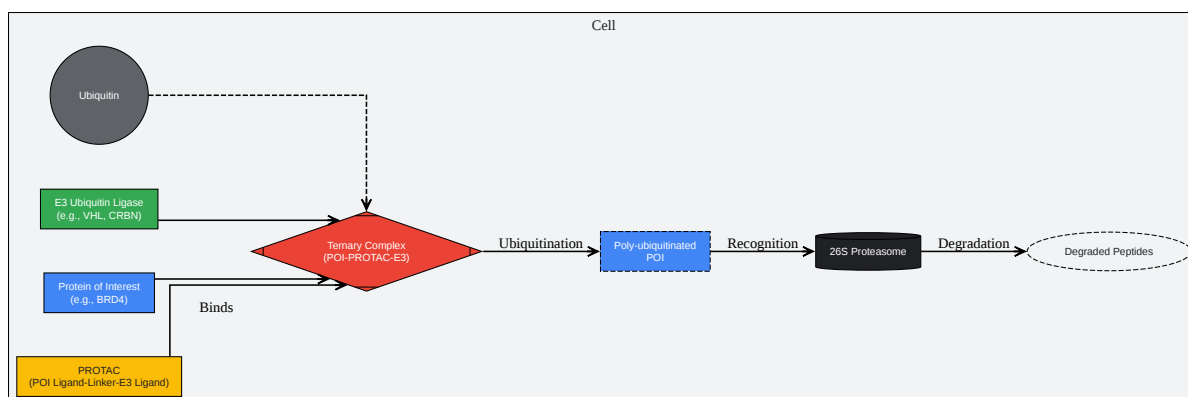 Cell
Ubiquitin
E3 Ubiquitin Ligase
(e.g., VHL, CRBN)
Ternary Complex
(POI-PROTAC-E3)
Ubiquitination
Poly-ubiquitinated
POI
Recognition
26S Proteasome
Degradation
Degraded Peptides
Protein of Interest
(e.g., BRD4)
Binds
PROTAC
(POI Ligand-Linker-E3 Ligand)